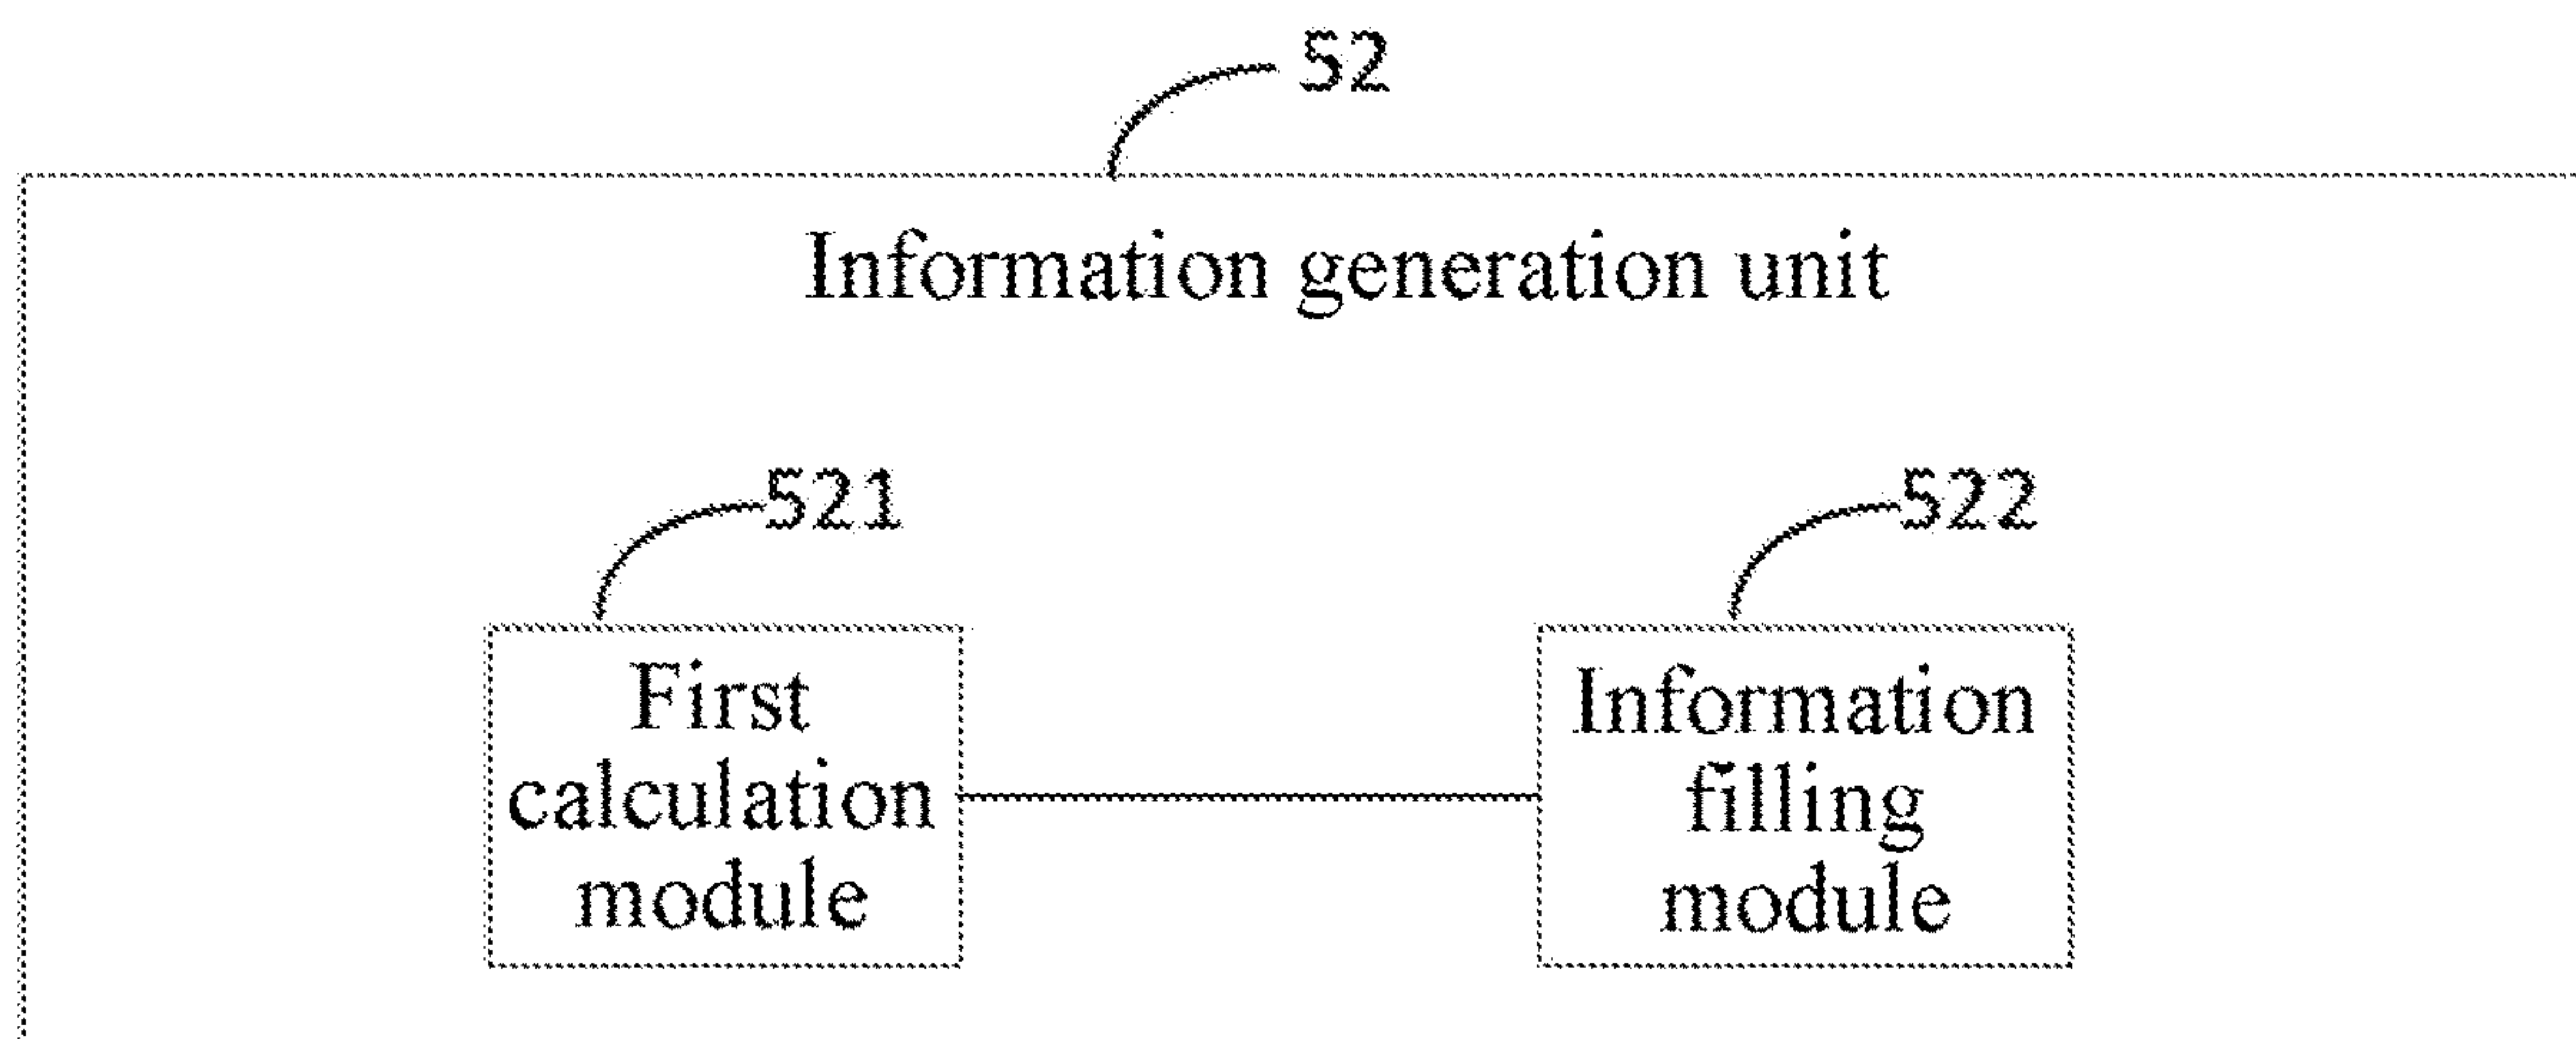 52
Information generation unit
521
522
First
calculation
module
Information
filling
module